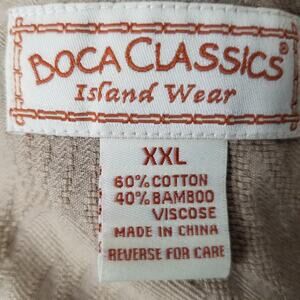 BOCA CLASSICS®
Island Wear
XXL
60% COTTON
40% BAMBOO
VISCOSE
MADE IN CHINA
REVERSE FOR CARE